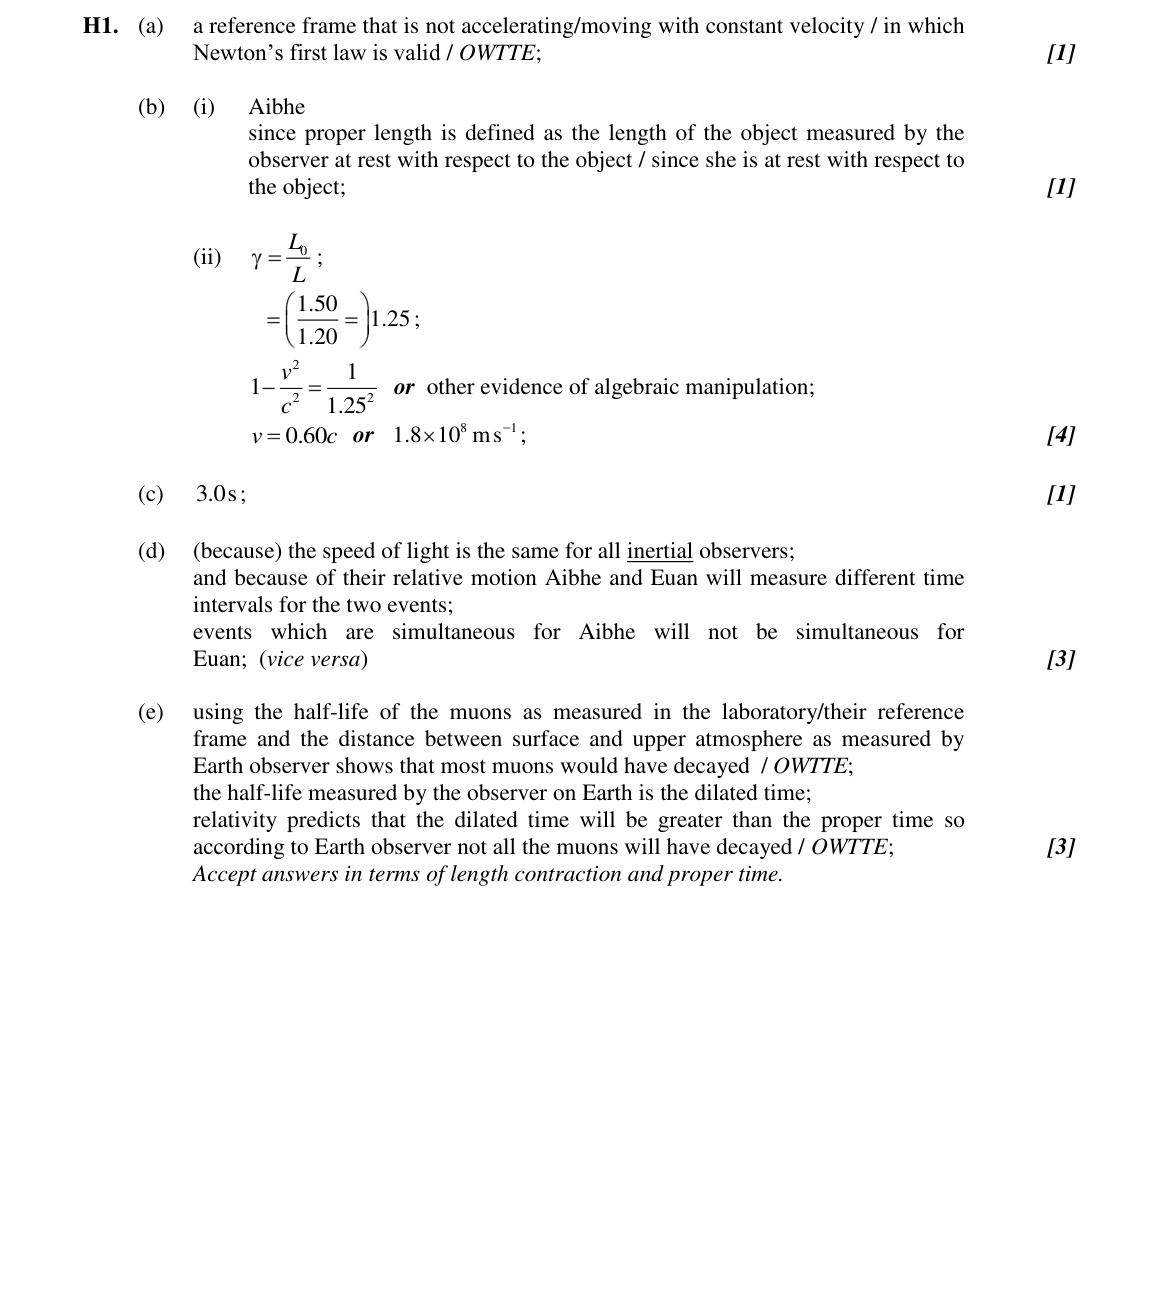 H1. (a) a reference frame that is not accelerating/moving with constant velocity / in which
Newton's first law is valid / OWTTE; [1]
(b) (i) Aibhe
since proper length is defined as the length of the object measured by the
observer at rest with respect to the object / since she is at rest with respect to
the object; [1]
(ii) γ = L₀/L ;
= (1.50/1.20 =) 1.25 ;
1− v²/c² = 1/1.25² or other evidence of algebraic manipulation;
v = 0.60c or 1.8×10⁸ m s⁻¹ ; [4]
(c) 3.0s ; [1]
(d) (because) the speed of light is the same for all inertial observers;
and because of their relative motion Aibhe and Euan will measure different time
intervals for the two events;
events which are simultaneous for Aibhe will not be simultaneous for
Euan; (vice versa) [3]
(e) using the half-life of the muons as measured in the laboratory/their reference
frame and the distance between surface and upper atmosphere as measured by
Earth observer shows that most muons would have decayed / OWTTE;
the half-life measured by the observer on Earth is the dilated time;
relativity predicts that the dilated time will be greater than the proper time so
according to Earth observer not all the muons will have decayed / OWTTE; [3]
Accept answers in terms of length contraction and proper time.